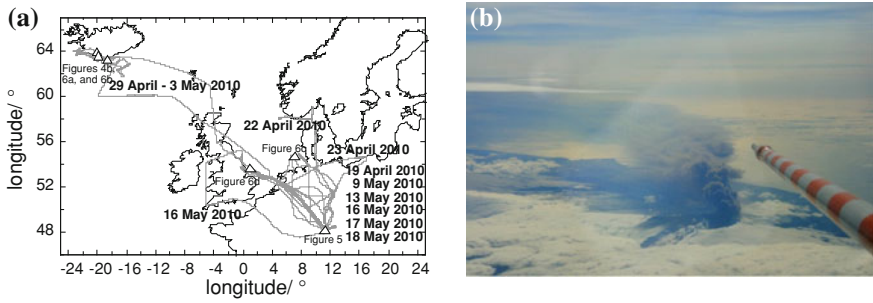 (a)
(b)
longitude/ °
64
60
56
52
48
Figures 4b,
6a, and 6b
29 April - 3 May 2010
22 April 2010
Figure 6c
23 April 2010
19 April 2010
9 May 2010
13 May 2010
16 May 2010
17 May 2010
18 May 2010
Figure 6d
16 May 2010
Figure 5
-24 -20 -16 -12 -8 -4 0 4 8 12 16 20 24
longitude/ °